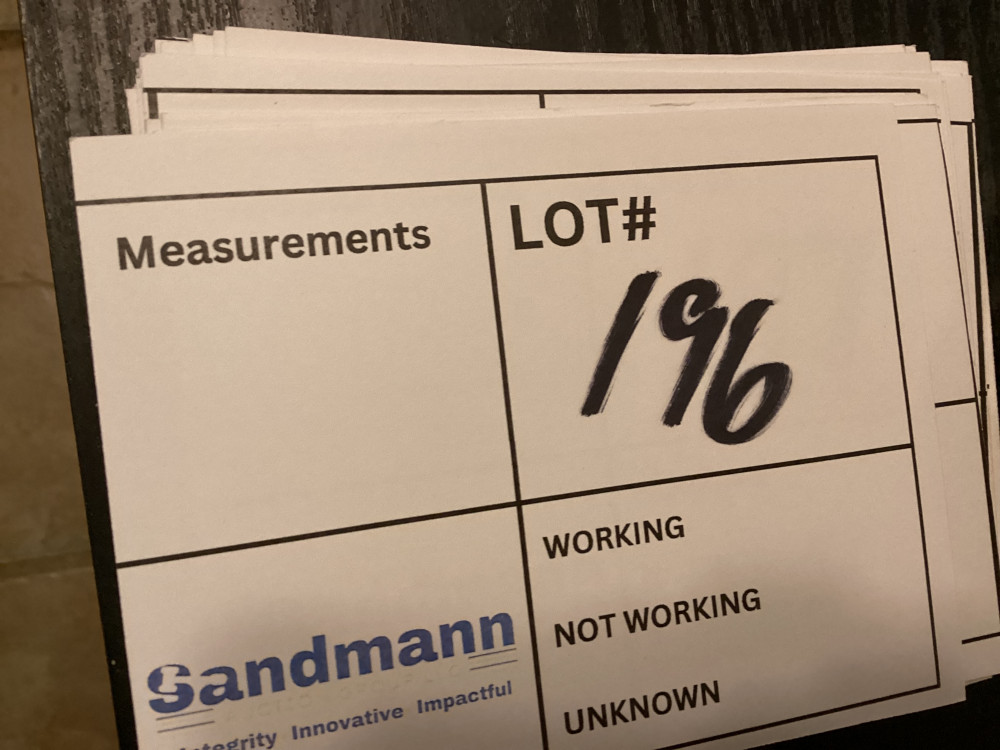 Measurements
LOT#
196
WORKING
NOT WORKING
UNKNOWN
Sandmann
Innovative Impactful